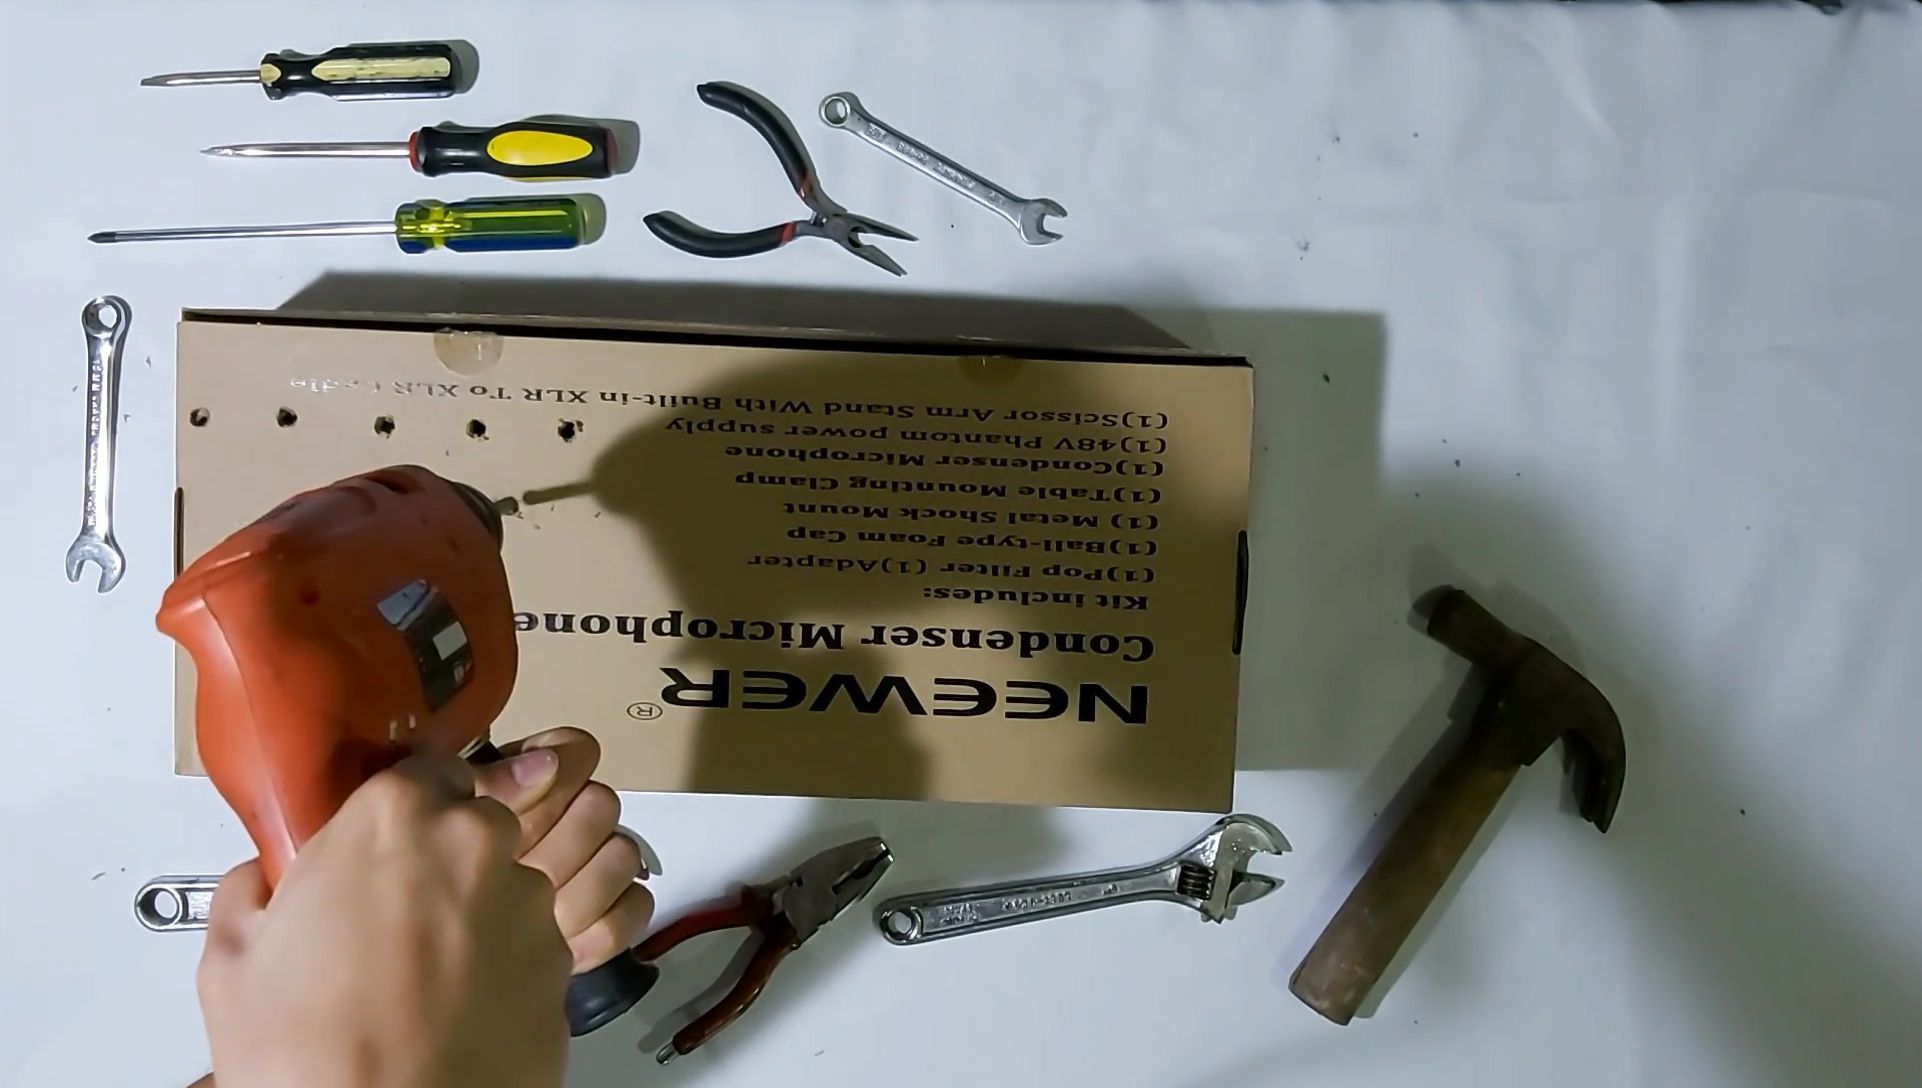 NEEWER®
Condenser Microphone
Kit includes:
(1)Pop Filter (1)Adapter
(1)Ball-type Foam Cap
(1) Metal Shock Mount
(1)Table Mounting Clamp
(1)Condenser Microphone
(1)48V Phantom power supply
(1)Scissor Arm Stand With Built-in XLR To XLR Cable